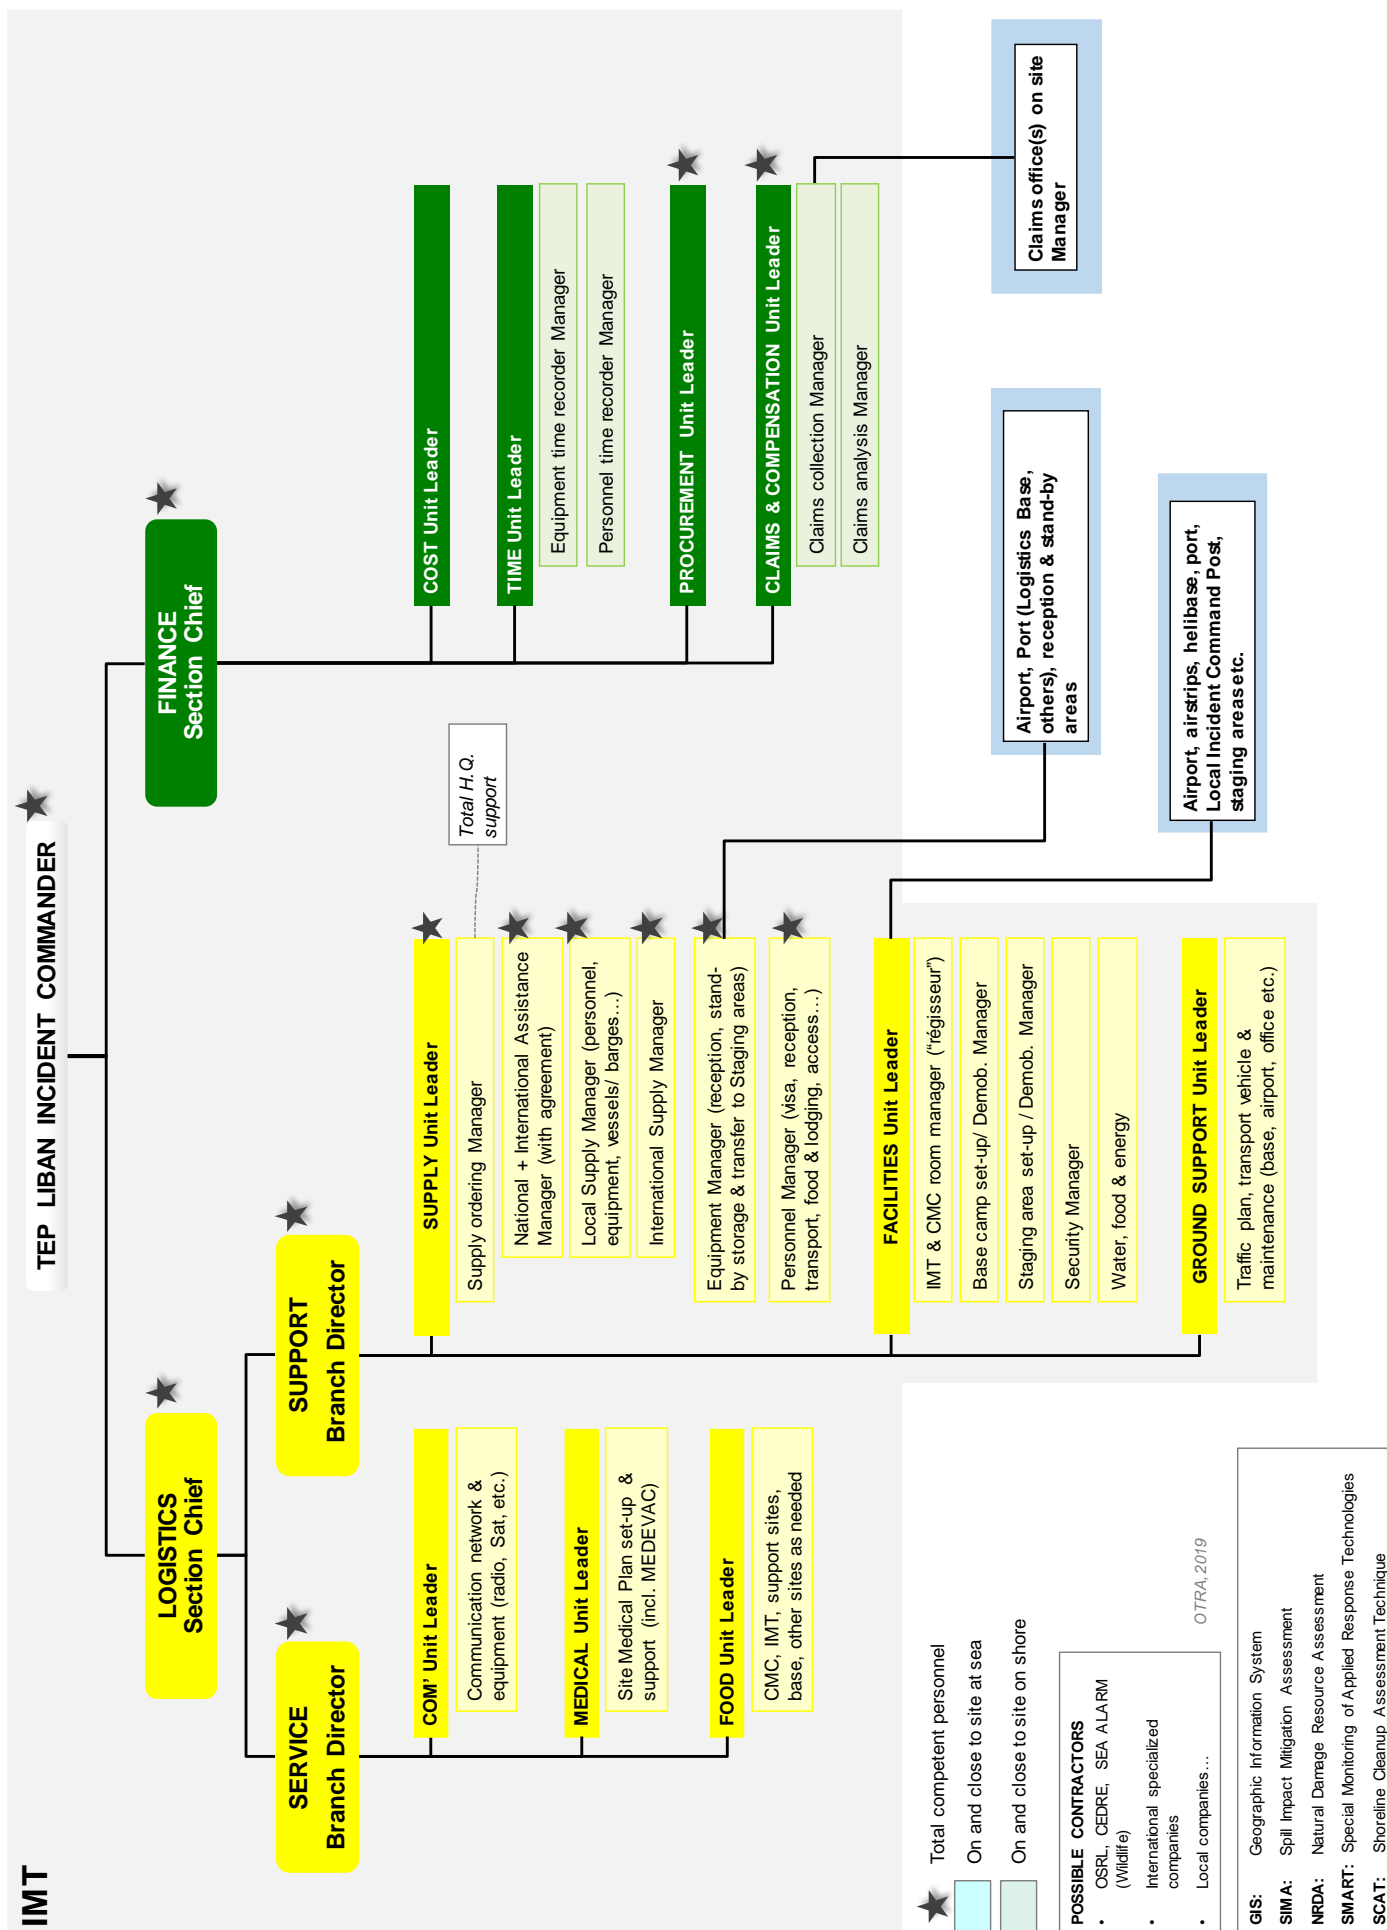 IMT
TEP LIBAN INCIDENT COMMANDER
LOGISTICS
Section Chief
FINANCE
Section Chief
SERVICE
Branch Director
SUPPORT
Branch Director
COM’ Unit Leader
Communication network &
equipment (radio, Sat, etc.)
MEDICAL Unit Leader
Site Medical Plan set-up &
support (incl. MEDEVAC)
FOOD Unit Leader
CMC, IMT, support sites,
base, other sites as needed
SUPPLY Unit Leader
Supply ordering Manager
National + International Assistance
Manager (with agreement)
Local Supply Manager (personnel,
equipment, vessels/ barges…)
International Supply Manager
Equipment Manager (reception, stand-
by storage & transfer to Staging areas)
Personnel Manager (visa, reception,
transport, food & lodging, access…)
FACILITIES Unit Leader
IMT & CMC room manager (“régisseur”)
Base camp set-up/ Demob. Manager
Staging area set-up / Demob. Manager
Security Manager
Water, food & energy
GROUND SUPPORT Unit Leader
Traffic plan, transport vehicle &
maintenance (base, airport, office etc.)
Total H.Q.
support
COST Unit Leader
TIME Unit Leader
Equipment time recorder Manager
Personnel time recorder Manager
PROCUREMENT Unit Leader
CLAIMS & COMPENSATION Unit Leader
Claims collection Manager
Claims analysis Manager
Claims office(s) on site
Manager
Airport, Port (Logistics Base,
others), reception & stand-by
areas
Airport, airstrips, helibase, port,
Local Incident Command Post,
staging areas etc.
Total competent personnel
On and close to site at sea
On and close to site on shore
POSSIBLE CONTRACTORS
• OSRL, CEDRE, SEA ALARM
(Wildlife)
• International specialized
companies
• Local companies…
OTRA, 2019
GIS: Geographic Information System
SIMA: Spill Impact Mitigation Assessment
NRDA: Natural Damage Resource Assessment
SMART: Special Monitoring of Applied Response Technologies
SCAT: Shoreline Cleanup Assessment Technique